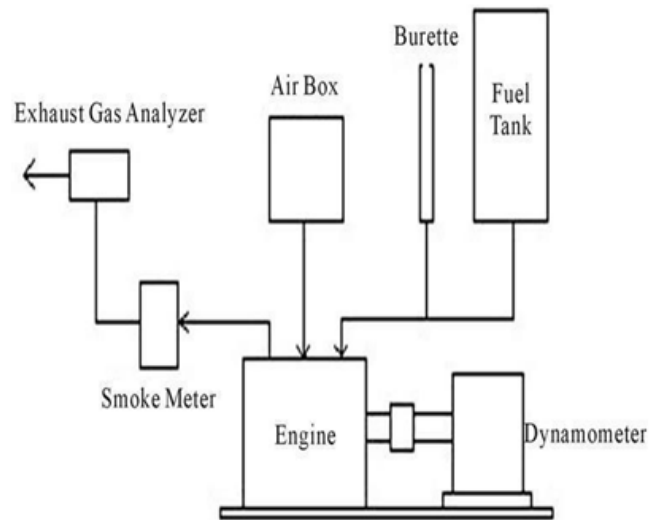 Burette
Air Box
Fuel
Tank
Exhaust Gas Analyzer
Smoke Meter
Engine
Dynamometer